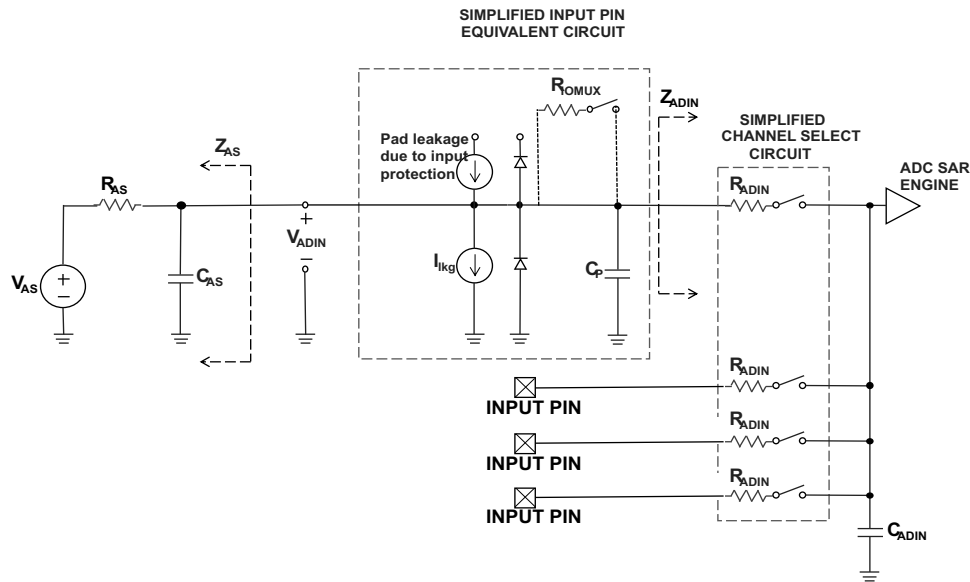 SIMPLIFIED INPUT PIN
EQUIVALENT CIRCUIT
RIOMUX
ZADIN
SIMPLIFIED
CHANNEL SELECT
CIRCUIT
Pad leakage
due to input
protection
ZAS
RAS
RADIN
ADC SAR
ENGINE
+
VADIN
−
Ilkg
CP
CAS
VAS
+
−
RADIN
INPUT PIN
RADIN
INPUT PIN
RADIN
INPUT PIN
CADIN